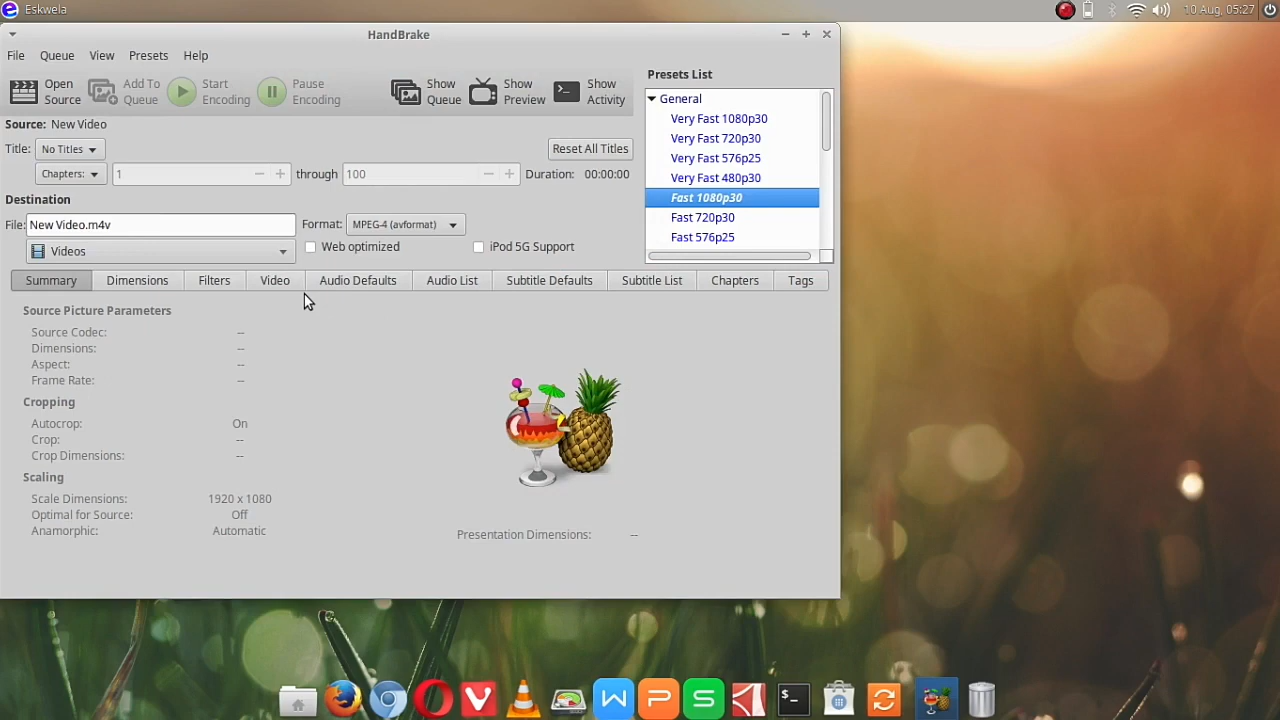 Eskwela
10 Aug, 05:27
HandBrake
File Queue View Presets Help
Open Source
Add To Queue
Start Encoding
Pause Encoding
Show Queue
Show Preview
Show Activity
Presets List
General
Very Fast 1080p30
Very Fast 720p30
Very Fast 576p25
Very Fast 480p30
Fast 1080p30
Fast 720p30
Fast 576p25
Source: New Video
Title: No Titles
Reset All Titles
Chapters: 1 through 100 Duration: 00:00:00
Destination
File: New Video.m4v Format: MPEG-4 (avformat)
Videos
Web optimized
iPod 5G Support
Summary Dimensions Filters Video Audio Defaults Audio List Subtitle Defaults Subtitle List Chapters Tags
Source Picture Parameters
Source Codec: --
Dimensions: --
Aspect: --
Frame Rate: --
Cropping
Autocrop: On
Crop: --
Crop Dimensions: --
Scaling
Scale Dimensions: 1920 x 1080
Optimal for Source: Off
Anamorphic: Automatic
Presentation Dimensions: --
W P S
>_